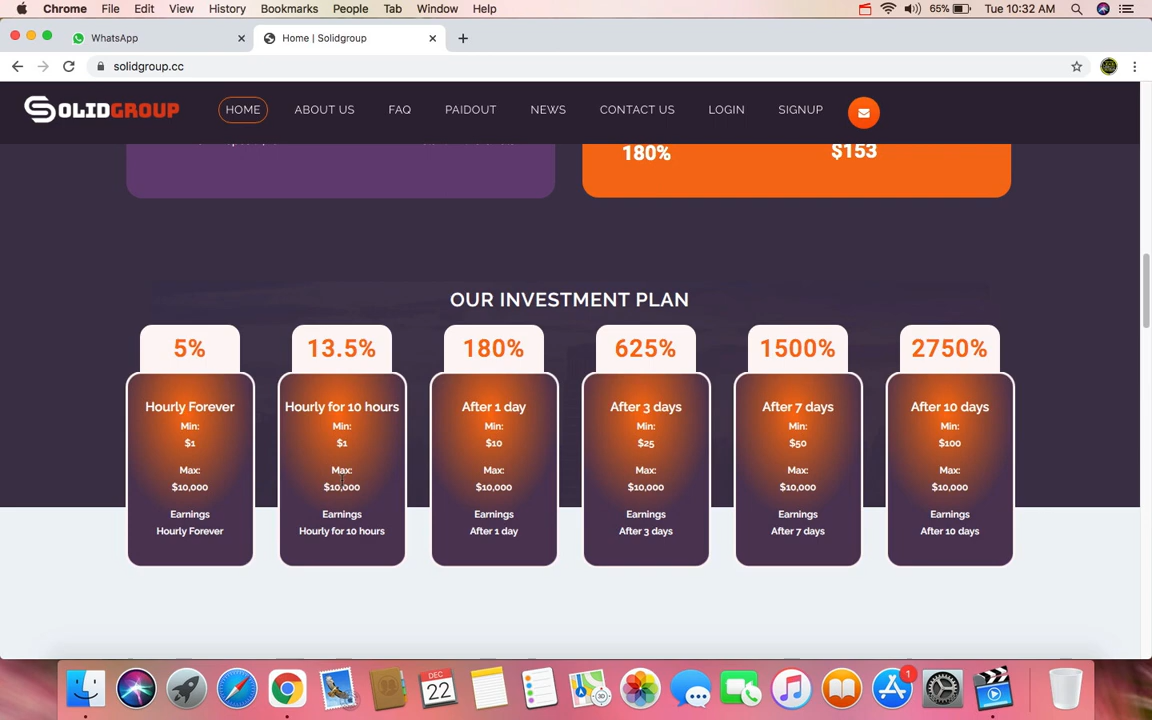 Chrome File Edit View History Bookmarks People Tab Window Help 65% Tue 10:32 AM
WhatsApp Home | Solidgroup
solidgroup.cc
SOLIDGROUP HOME ABOUT US FAQ PAIDOUT NEWS CONTACT US LOGIN SIGNUP
180% $153
OUR INVESTMENT PLAN
5% 13.5% 180% 625% 1500% 2750%
Hourly Forever Hourly for 10 hours After 1 day After 3 days After 7 days After 10 days
Min: Min: Min: Min: Min: Min:
$1 $1 $10 $25 $50 $100
Max: Max: Max: Max: Max: Max:
$10,000 $10,000 $10,000 $10,000 $10,000 $10,000
Earnings Earnings Earnings Earnings Earnings Earnings
Hourly Forever Hourly for 10 hours After 1 day After 3 days After 7 days After 10 days
DEC
22
1